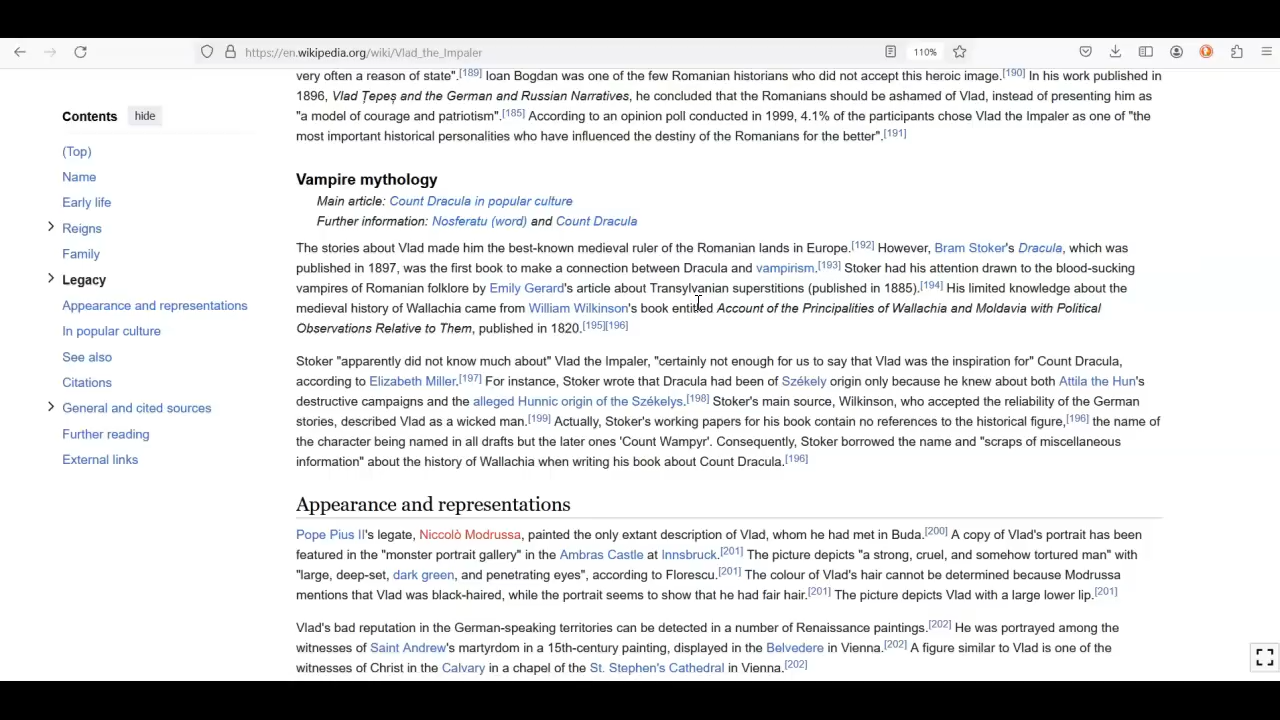 https://en.wikipedia.org/wiki/Vlad_the_Impaler
110%
Contents hide
(Top)
Name
Early life
Reigns
Family
Legacy
Appearance and representations
In popular culture
See also
Citations
General and cited sources
Further reading
External links
very often a reason of state".[189] Ioan Bogdan was one of the few Romanian historians who did not accept this heroic image.[190] In his work published in
1896, Vlad Țepeș and the German and Russian Narratives, he concluded that the Romanians should be ashamed of Vlad, instead of presenting him as
"a model of courage and patriotism".[185] According to an opinion poll conducted in 1999, 4.1% of the participants chose Vlad the Impaler as one of "the
most important historical personalities who have influenced the destiny of the Romanians for the better".[191]
Vampire mythology
Main article: Count Dracula in popular culture
Further information: Nosferatu (word) and Count Dracula
The stories about Vlad made him the best-known medieval ruler of the Romanian lands in Europe.[192] However, Bram Stoker's Dracula, which was
published in 1897, was the first book to make a connection between Dracula and vampirism.[193] Stoker had his attention drawn to the blood-sucking
vampires of Romanian folklore by Emily Gerard's article about Transylvanian superstitions (published in 1885).[194] His limited knowledge about the
medieval history of Wallachia came from William Wilkinson's book entitled Account of the Principalities of Wallachia and Moldavia with Political
Observations Relative to Them, published in 1820.[195][196]
Stoker "apparently did not know much about" Vlad the Impaler, "certainly not enough for us to say that Vlad was the inspiration for" Count Dracula,
according to Elizabeth Miller.[197] For instance, Stoker wrote that Dracula had been of Székely origin only because he knew about both Attila the Hun's
destructive campaigns and the alleged Hunnic origin of the Székelys.[198] Stoker's main source, Wilkinson, who accepted the reliability of the German
stories, described Vlad as a wicked man.[199] Actually, Stoker's working papers for his book contain no references to the historical figure,[196] the name of
the character being named in all drafts but the later ones 'Count Wampyr'. Consequently, Stoker borrowed the name and "scraps of miscellaneous
information" about the history of Wallachia when writing his book about Count Dracula.[196]
Appearance and representations
Pope Pius II's legate, Niccolò Modrussa, painted the only extant description of Vlad, whom he had met in Buda.[200] A copy of Vlad's portrait has been
featured in the "monster portrait gallery" in the Ambras Castle at Innsbruck.[201] The picture depicts "a strong, cruel, and somehow tortured man" with
"large, deep-set, dark green, and penetrating eyes", according to Florescu.[201] The colour of Vlad's hair cannot be determined because Modrussa
mentions that Vlad was black-haired, while the portrait seems to show that he had fair hair.[201] The picture depicts Vlad with a large lower lip.[201]
Vlad's bad reputation in the German-speaking territories can be detected in a number of Renaissance paintings.[202] He was portrayed among the
witnesses of Saint Andrew's martyrdom in a 15th-century painting, displayed in the Belvedere in Vienna.[202] A figure similar to Vlad is one of the
witnesses of Christ in the Calvary in a chapel of the St. Stephen's Cathedral in Vienna.[202]